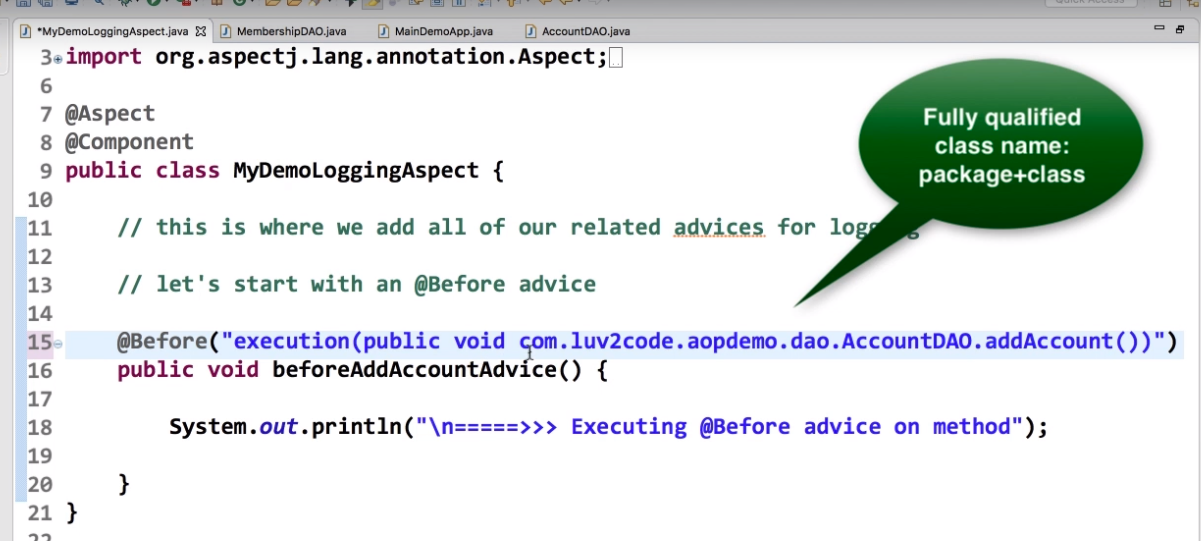 Quick Access
*MyDemoLoggingAspect.java MembershipDAO.java MainDemoApp.java AccountDAO.java
3 import org.aspectj.lang.annotation.Aspect;
6
7 @Aspect
8 @Component
9 public class MyDemoLoggingAspect {
10
11 // this is where we add all of our related advices for logging
12
13 // let's start with an @Before advice
14
15 @Before("execution(public void com.luv2code.aopdemo.dao.AccountDAO.addAccount())")
16 public void beforeAddAccountAdvice() {
17
18 System.out.println("\n=====>>> Executing @Before advice on method");
19
20 }
21 }
22
Fully qualified
class name:
package+class